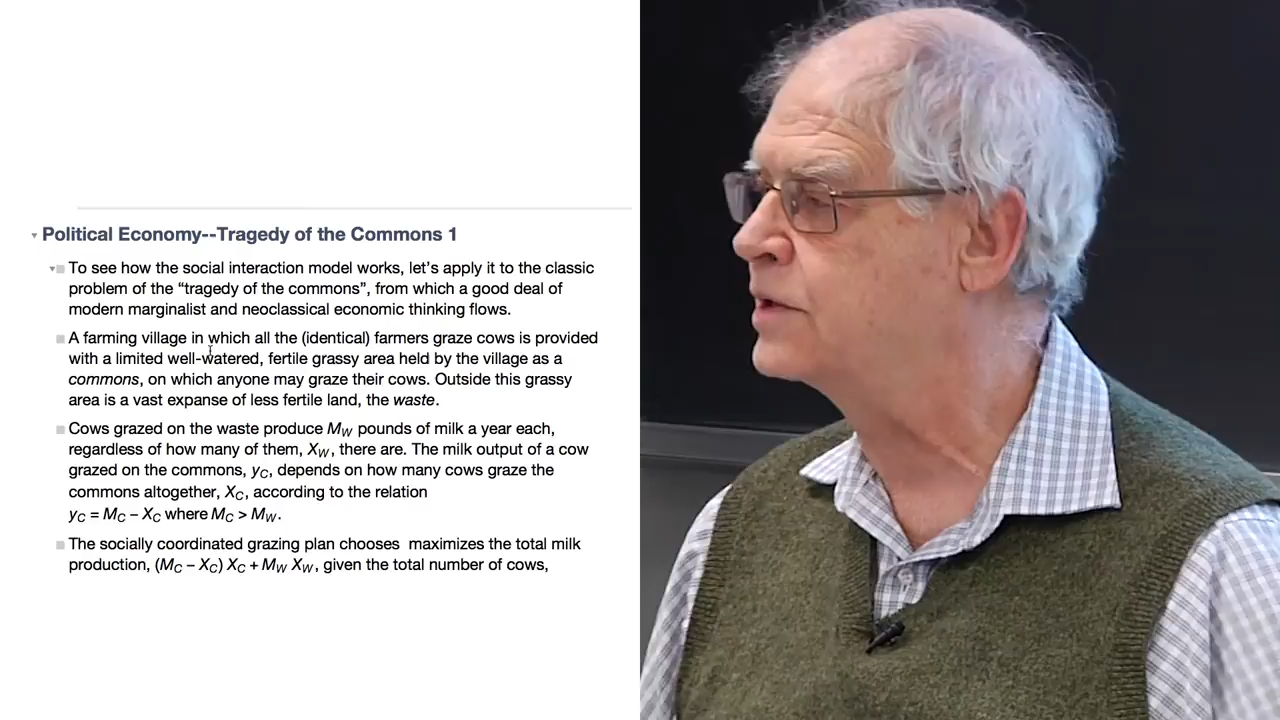 Political Economy--Tragedy of the Commons 1
To see how the social interaction model works, let's apply it to the classic
problem of the “tragedy of the commons”, from which a good deal of
modern marginalist and neoclassical economic thinking flows.
A farming village in which all the (identical) farmers graze cows is provided
with a limited well-watered, fertile grassy area held by the village as a
commons, on which anyone may graze their cows. Outside this grassy
area is a vast expanse of less fertile land, the waste.
Cows grazed on the waste produce M_W pounds of milk a year each,
regardless of how many of them, X_W, there are. The milk output of a cow
grazed on the commons, y_C, depends on how many cows graze the
commons altogether, X_C, according to the relation
y_C = M_C − X_C where M_C > M_W.
The socially coordinated grazing plan chooses maximizes the total milk
production, (M_C − X_C) X_C + M_W X_W, given the total number of cows,